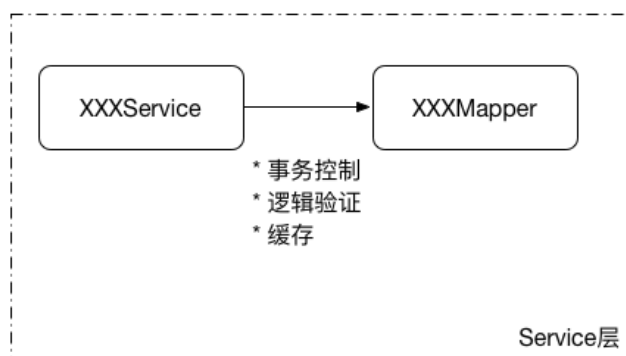 XXXService
XXXMapper
* 事务控制
* 逻辑验证
* 缓存
Service层